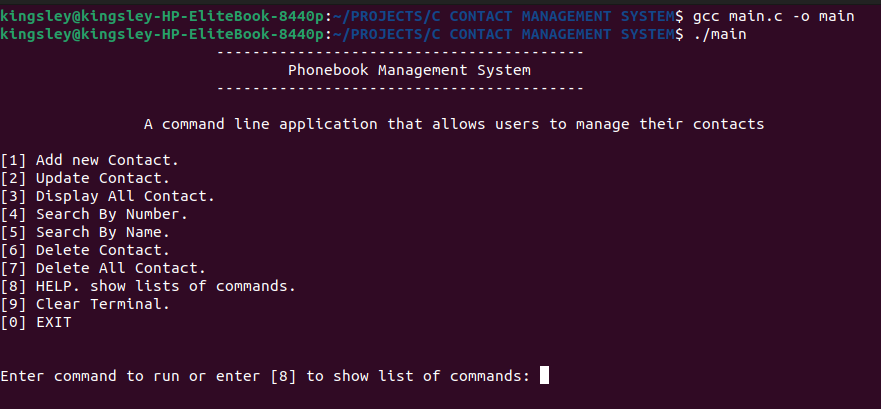 kingsley@kingsley-HP-EliteBook-8440p:~/PROJECTS/C CONTACT MANAGEMENT SYSTEM$ gcc main.c -o main
kingsley@kingsley-HP-EliteBook-8440p:~/PROJECTS/C CONTACT MANAGEMENT SYSTEM$ ./main
-----------------------------------------
Phonebook Management System
-----------------------------------------
A command line application that allows users to manage their contacts
[1] Add new Contact.
[2] Update Contact.
[3] Display All Contact.
[4] Search By Number.
[5] Search By Name.
[6] Delete Contact.
[7] Delete All Contact.
[8] HELP. show lists of commands.
[9] Clear Terminal.
[0] EXIT
Enter command to run or enter [8] to show list of commands: